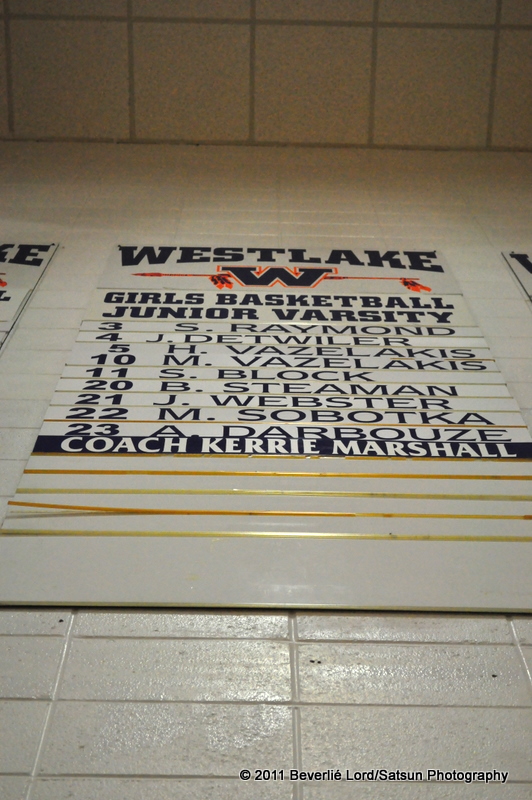 WESTLAKE
W
GIRLS BASKETBALL
JUNIOR VARSITY
3 S. RAYMOND
4 J.DETWILER
5 H. VAZELAKIS
10 M. VAZELAKIS
11 S. BLOCK
20 B. STEAMAN
21 J. WEBSTER
22 M. SOBOTKA
23 A. DARBOUZE
COACH KERRIE MARSHALL
© 2011 Beverlié Lord/Satsun Photography